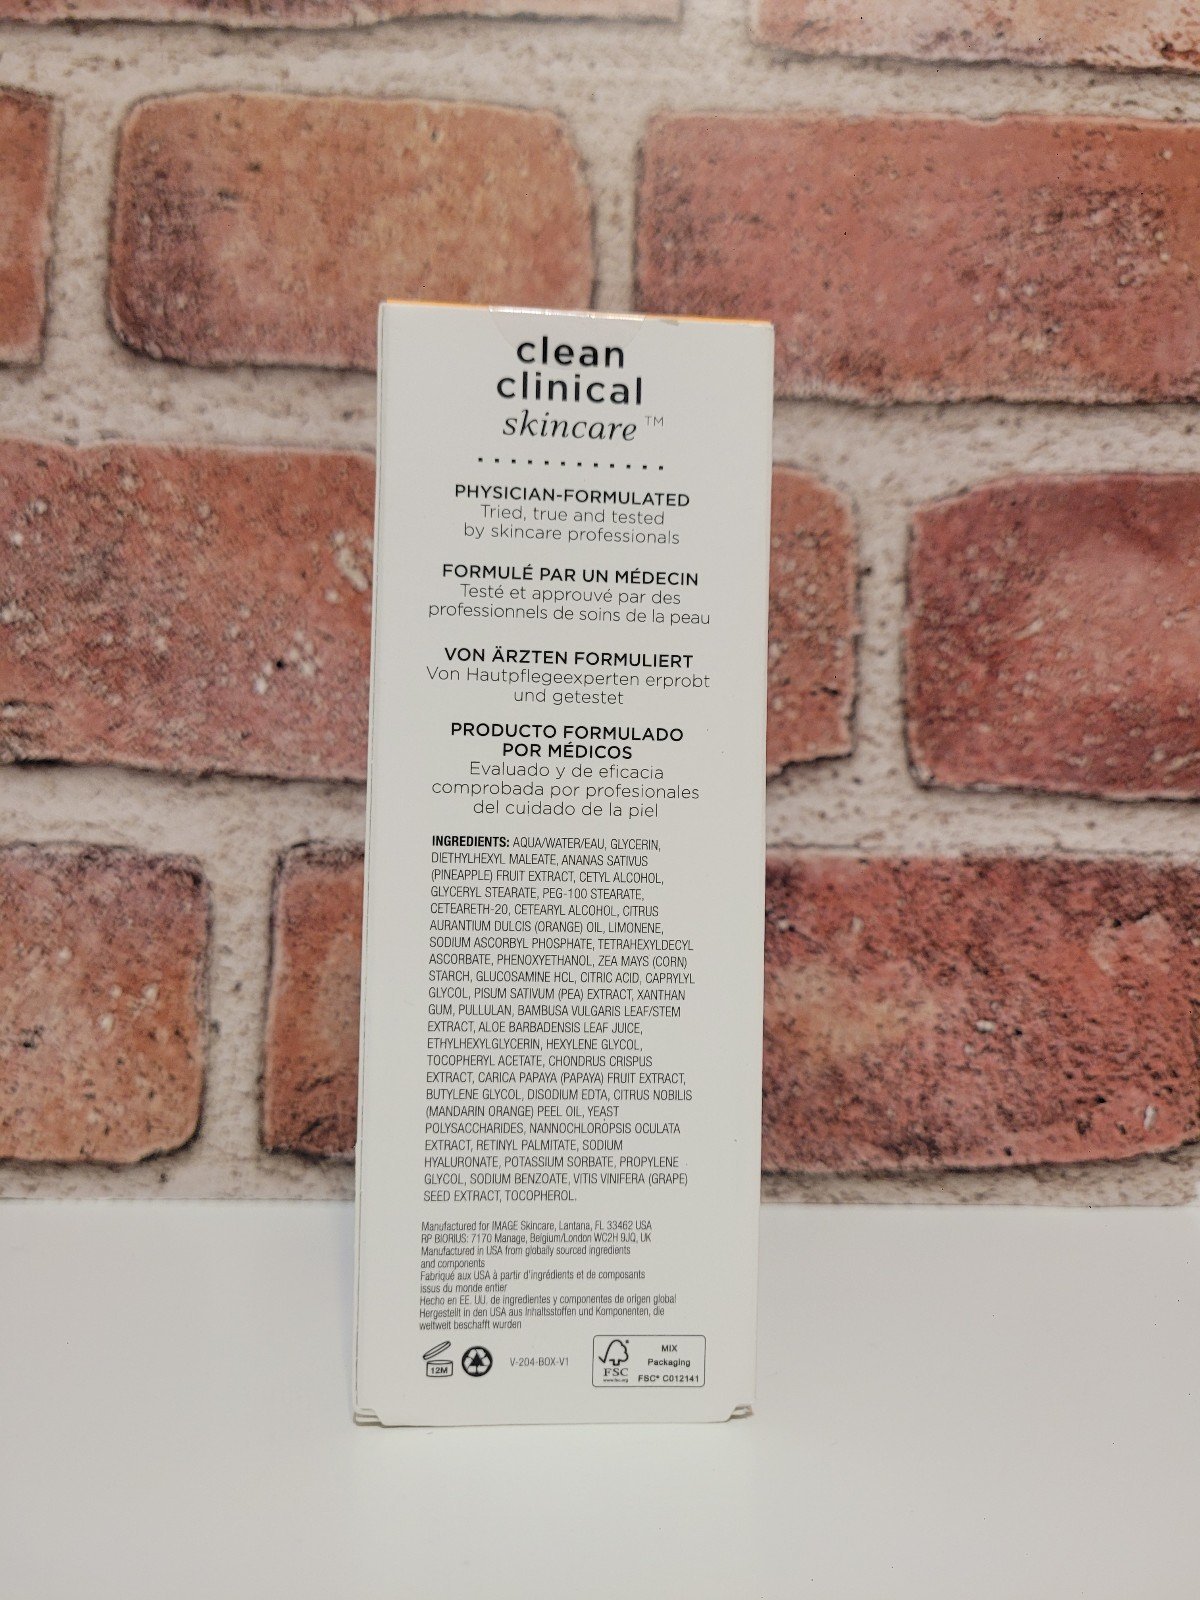 clean
clinical
skincare™
PHYSICIAN-FORMULATED
Tried, true and tested
by skincare professionals
FORMULÉ PAR UN MÉDECIN
Testé et approuvé par des
professionnels de soins de la peau
VON ÄRZTEN FORMULIERT
Von Hautpflegeexperten erprobt
und getestet
PRODUCTO FORMULADO
POR MÉDICOS
Evaluado y de eficacia
comprobada por profesionales
del cuidado de la piel
INGREDIENTS: AQUA/WATER/EAU, GLYCERIN,
DIETHYLHEXYL MALEATE, ANANAS SATIVUS
(PINEAPPLE) FRUIT EXTRACT, CETYL ALCOHOL,
GLYCERYL STEARATE, PEG-100 STEARATE,
CETEARETH-20, CETEARYL ALCOHOL, CITRUS
AURANTIUM DULCIS (ORANGE) OIL, LIMONENE,
SODIUM ASCORBYL PHOSPHATE, TETRAHEXYLDECYL
ASCORBATE, PHENOXYETHANOL, ZEA MAYS (CORN)
STARCH, GLUCOSAMINE HCL, CITRIC ACID, CAPRYLYL
GLYCOL, PISUM SATIVUM (PEA) EXTRACT, XANTHAN
GUM, PULLULAN, BAMBUSA VULGARIS LEAF/STEM
EXTRACT, ALOE BARBADENSIS LEAF JUICE,
ETHYLHEXYLGLYCERIN, HEXYLENE GLYCOL,
TOCOPHERYL ACETATE, CHONDRUS CRISPUS
EXTRACT, CARICA PAPAYA (PAPAYA) FRUIT EXTRACT,
BUTYLENE GLYCOL, DISODIUM EDTA, CITRUS NOBILIS
(MANDARIN ORANGE) PEEL OIL, YEAST
POLYSACCHARIDES, NANNOCHLOROPSIS OCULATA
EXTRACT, RETINYL PALMITATE, SODIUM
HYALURONATE, POTASSIUM SORBATE, PROPYLENE
GLYCOL, SODIUM BENZOATE, VITIS VINIFERA (GRAPE)
SEED EXTRACT, TOCOPHEROL.
Manufactured for IMAGE Skincare, Lantana, FL 33462 USA
RP BIORIUS: 7170 Manage, Belgium/London WC2H 9JQ, UK
Manufactured in USA from globally sourced ingredients
and components
Fabriqué aux USA à partir d'ingrédients et de composants
issus du monde entier
Hecho en EE. UU. de ingredientes y componentes de origen global
Hergestellt in den USA aus Inhaltsstoffen und Komponenten, die
weltweit beschafft wurden
12M
V-204-BOX-V1
FSC
www.fsc.org
MIX
Packaging
FSC® C012141